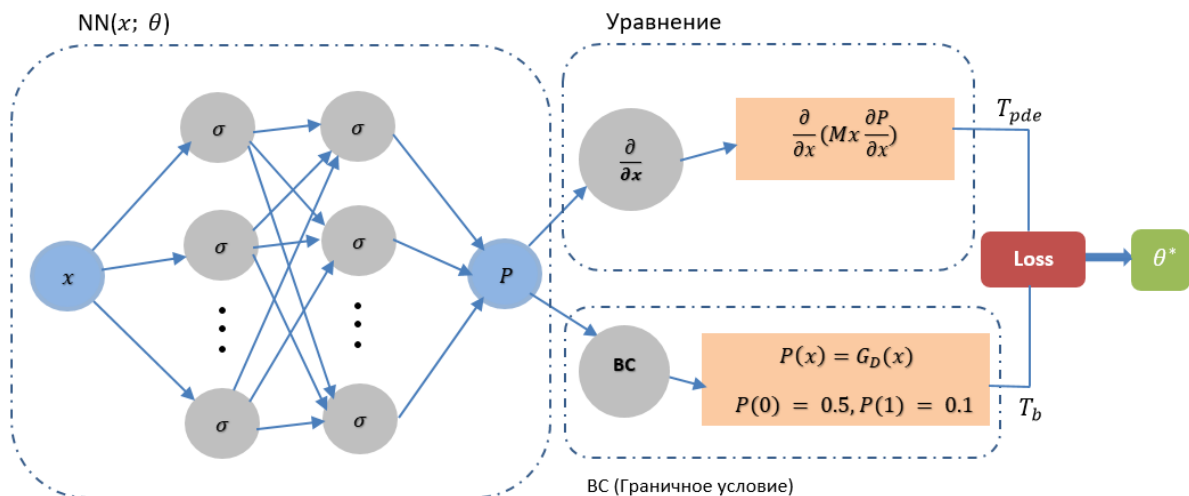 NN(x; θ)
Уравнение
σ
σ
∂/∂x
∂/∂x (Mx ∂P/∂x)
T_pde
x
σ
σ
P
Loss
θ*
BC
P(x) = G_D(x)
P(0) = 0.5, P(1) = 0.1
T_b
σ
σ
BC (Граничное условие)